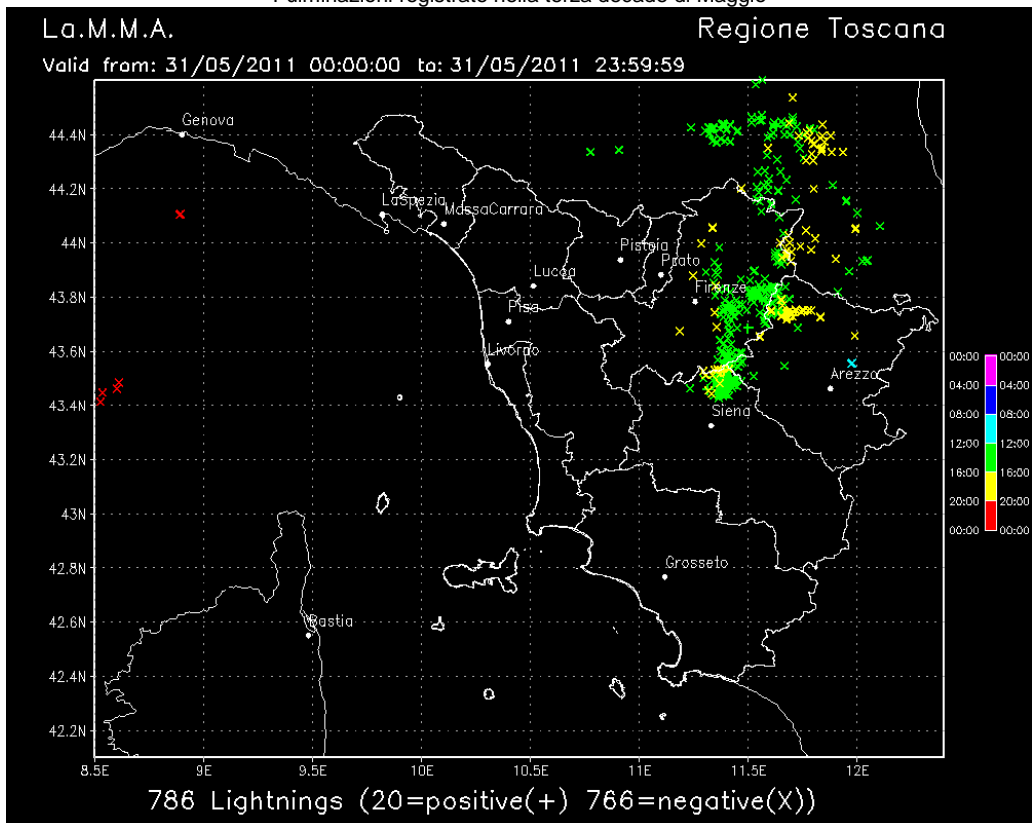 Fulminazioni registrate nella terza decade di Maggio
La.M.M.A. Regione Toscana
Valid from: 31/05/2011 00:00:00 to: 31/05/2011 23:59:59
44.4N
Genova
44.2N
LaSpezia
MassaCarrara
44N
Pistoia
Prato
Lucca
Firenze
43.8N
Pisa
43.6N
Livorno
Arezzo
43.4N
Siena
43.2N
43N
42.8N
Grosseto
42.6N
Bastia
42.4N
42.2N
8.5E 9E 9.5E 10E 10.5E 11E 11.5E 12E
00:00 00:00
04:00 04:00
08:00 08:00
12:00 12:00
16:00 16:00
20:00 20:00
00:00 00:00
786 Lightnings (20=positive(+) 766=negative(X))